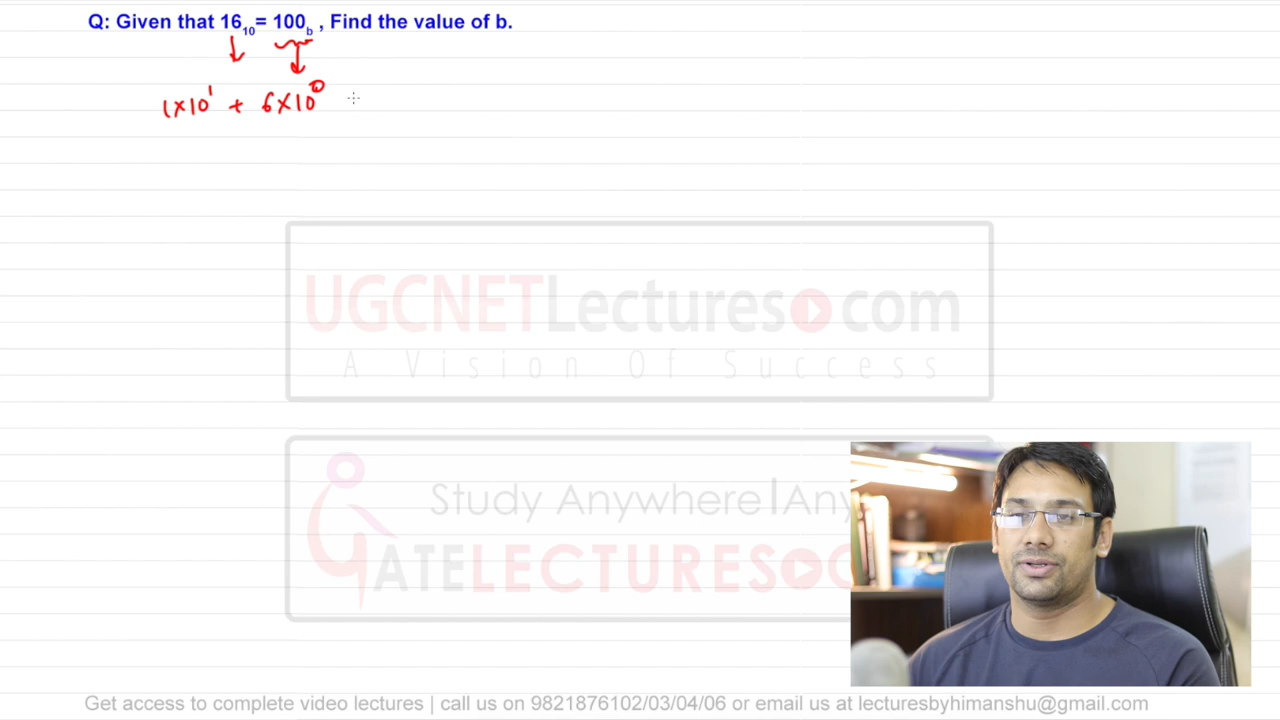 Q: Given that 16₁₀= 100b , Find the value of b.
1×10¹ + 6×10⁰
UGCNETLectures.com
A Vision Of Success
Study Anywhere|Any
GATELECTURES
Get access to complete video lectures | call us on 9821876102/03/04/06 or email us at lecturesbyhimanshu@gmail.com